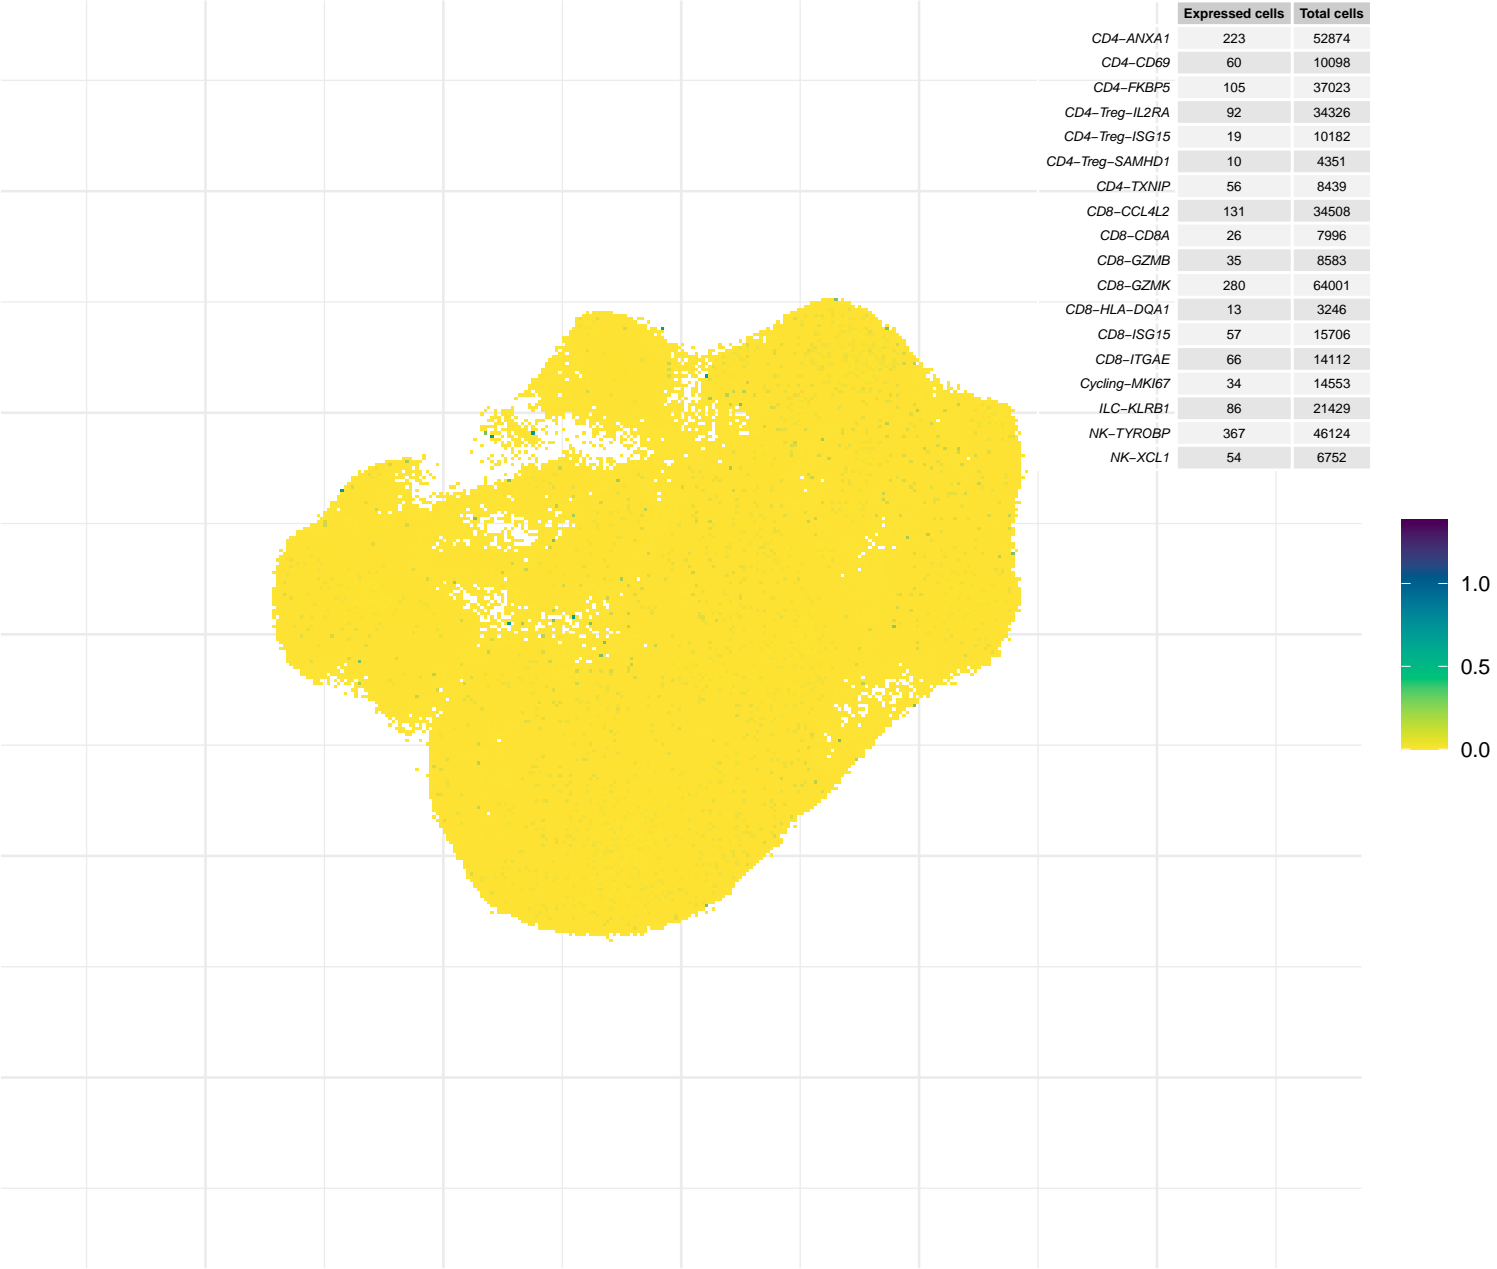 Expressed cells Total cells
CD4−ANXA1 223 52874
CD4−CD69 60 10098
CD4−FKBP5 105 37023
CD4−Treg−IL2RA 92 34326
CD4−Treg−ISG15 19 10182
CD4−Treg−SAMHD1 10 4351
CD4−TXNIP 56 8439
CD8−CCL4L2 131 34508
CD8−CD8A 26 7996
CD8−GZMB 35 8583
CD8−GZMK 280 64001
CD8−HLA−DQA1 13 3246
CD8−ISG15 57 15706
CD8−ITGAE 66 14112
Cycling−MKI67 34 14553
ILC−KLRB1 86 21429
NK−TYROBP 367 46124
NK−XCL1 54 6752
1.0
0.5
0.0